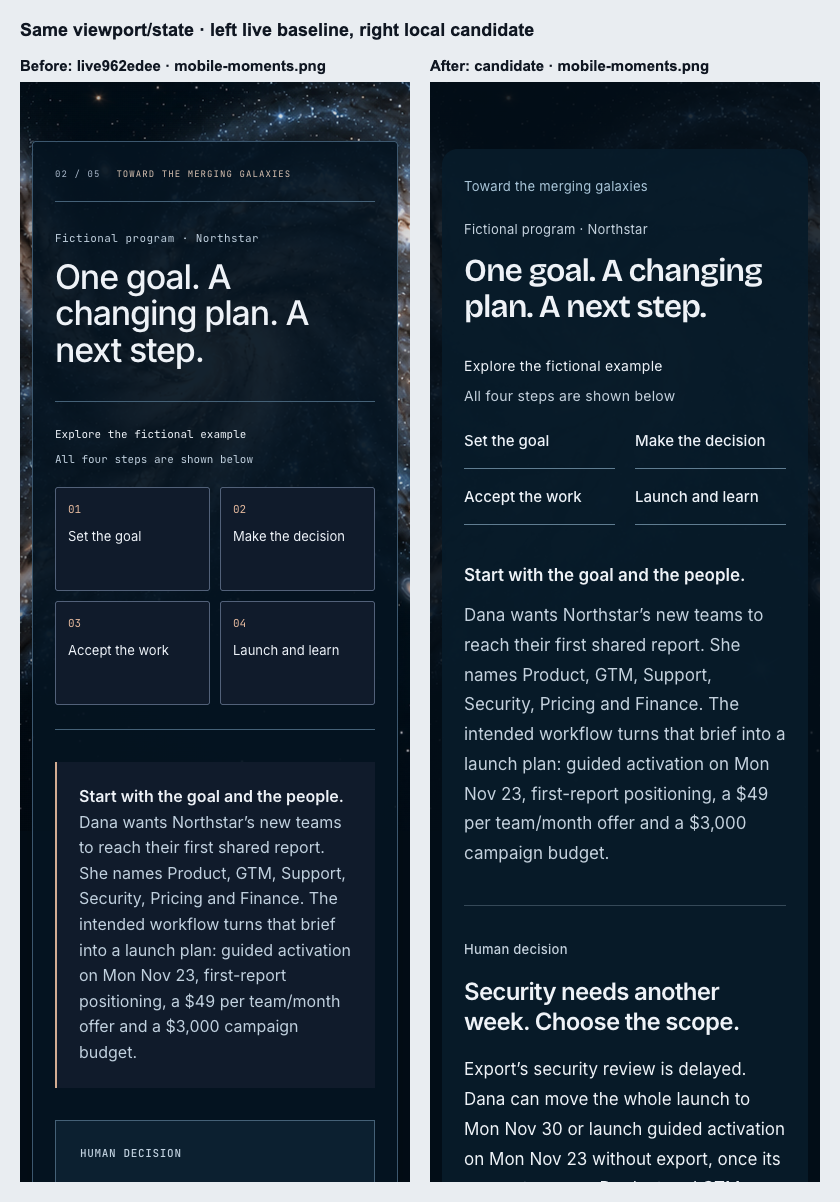 Same viewport/state · left live baseline, right local candidate
Before: live962edee · mobile-moments.png
02 / 05 TOWARD THE MERGING GALAXIES
Fictional program · Northstar
One goal. A
changing plan. A
next step.
Explore the fictional example
All four steps are shown below
01
Set the goal
02
Make the decision
03
Accept the work
04
Launch and learn
Start with the goal and the people.
Dana wants Northstar’s new teams
to reach their first shared report.
She names Product, GTM, Support,
Security, Pricing and Finance. The
intended workflow turns that brief
into a launch plan: guided activation
on Mon Nov 23, first-report
positioning, a $49 per team/month
offer and a $3,000 campaign
budget.
HUMAN DECISION
After: candidate · mobile-moments.png
Toward the merging galaxies
Fictional program · Northstar
One goal. A changing
plan. A next step.
Explore the fictional example
All four steps are shown below
Set the goal
Make the decision
Accept the work
Launch and learn
Start with the goal and the people.
Dana wants Northstar’s new teams to
reach their first shared report. She
names Product, GTM, Support,
Security, Pricing and Finance. The
intended workflow turns that brief into a
launch plan: guided activation on Mon
Nov 23, first-report positioning, a $49
per team/month offer and a $3,000
campaign budget.
Human decision
Security needs another
week. Choose the scope.
Export’s security review is delayed.
Dana can move the whole launch to
Mon Nov 30 or launch guided activation
on Mon Nov 23 without export, once its